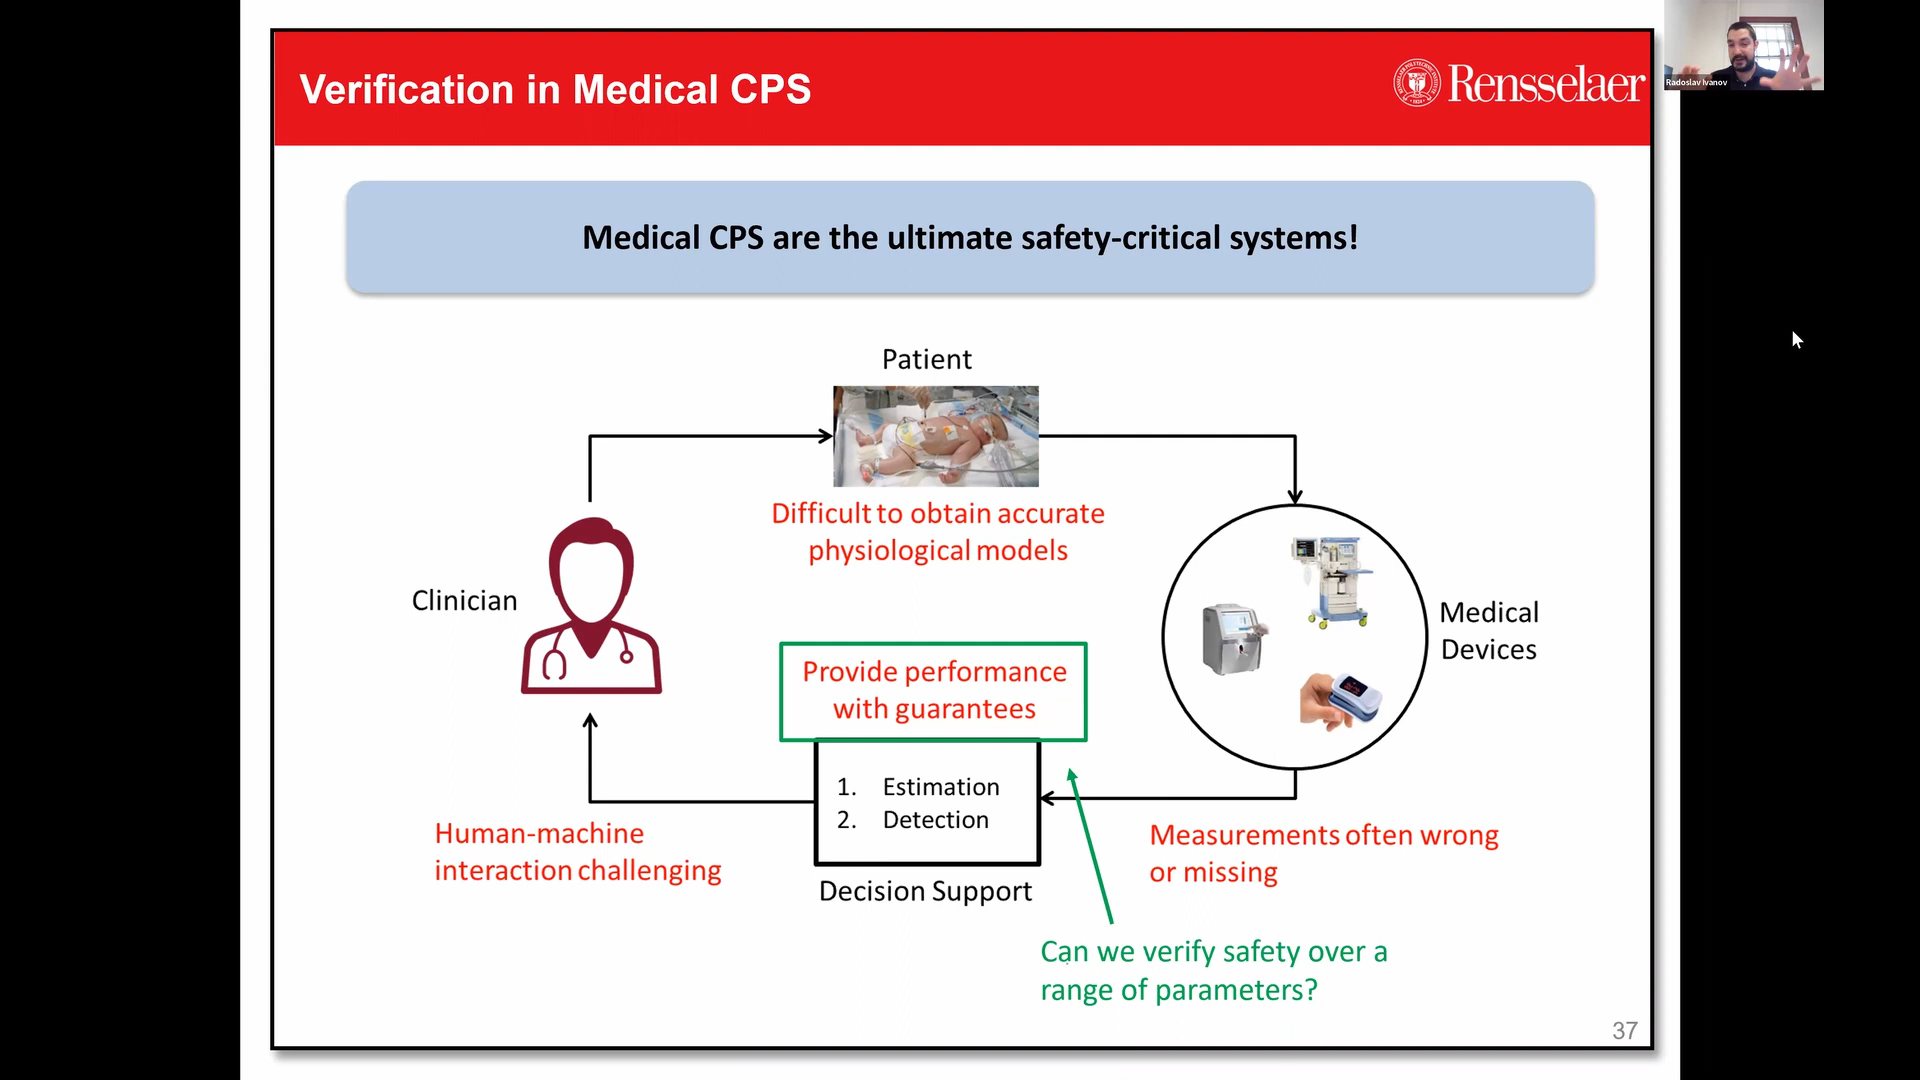 Verification in Medical CPS
Rensselaer
Radoslav Ivanov
Medical CPS are the ultimate safety-critical systems!
Patient
Difficult to obtain accurate
physiological models
Clinician
Medical
Devices
Provide performance
with guarantees
1. Estimation
2. Detection
Decision Support
Human-machine
interaction challenging
Measurements often wrong
or missing
Can we verify safety over a
range of parameters?
37